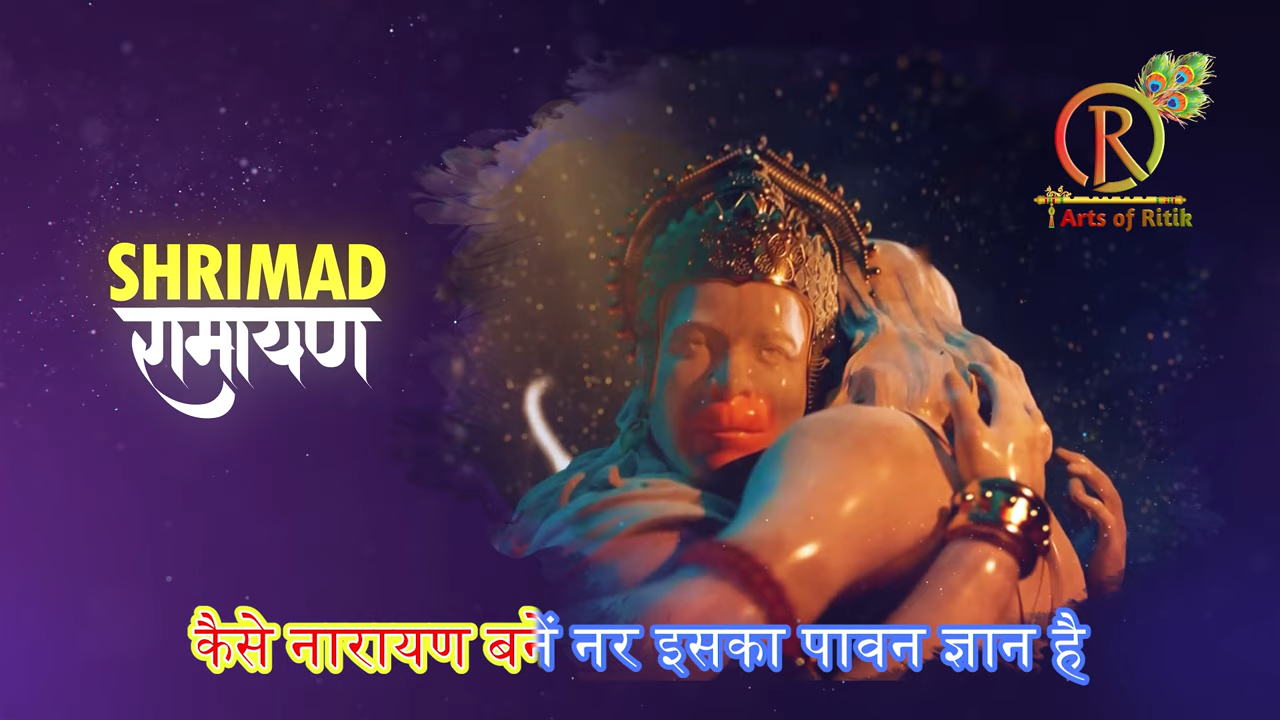 SHRIMAD
रामायण
R
Arts of Ritik
कैसे नारायण बनें नर इसका पावन ज्ञान है